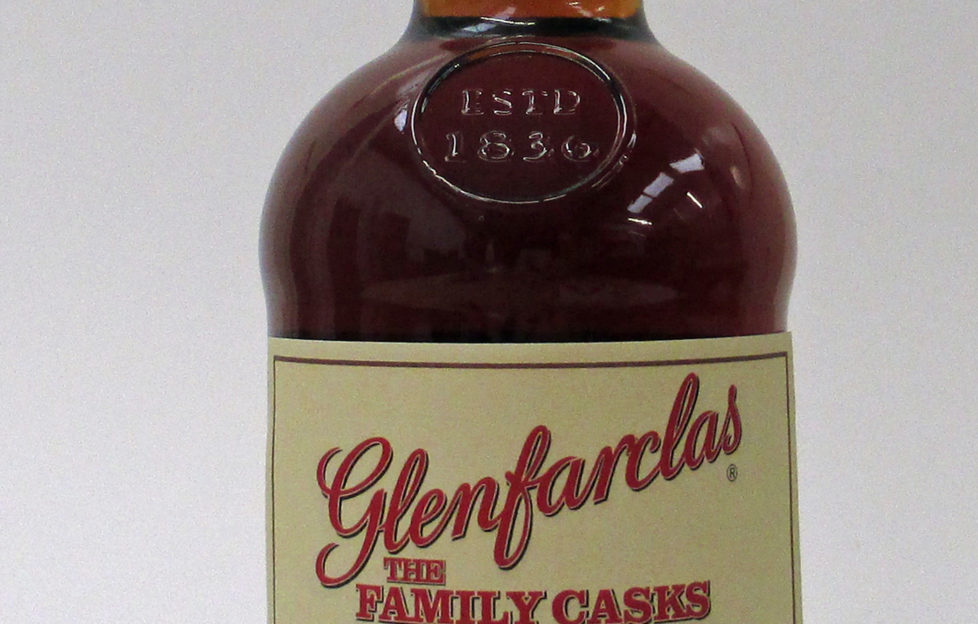 ESTD
1836
Glenfarclas®
THE
FAMILY CASKS